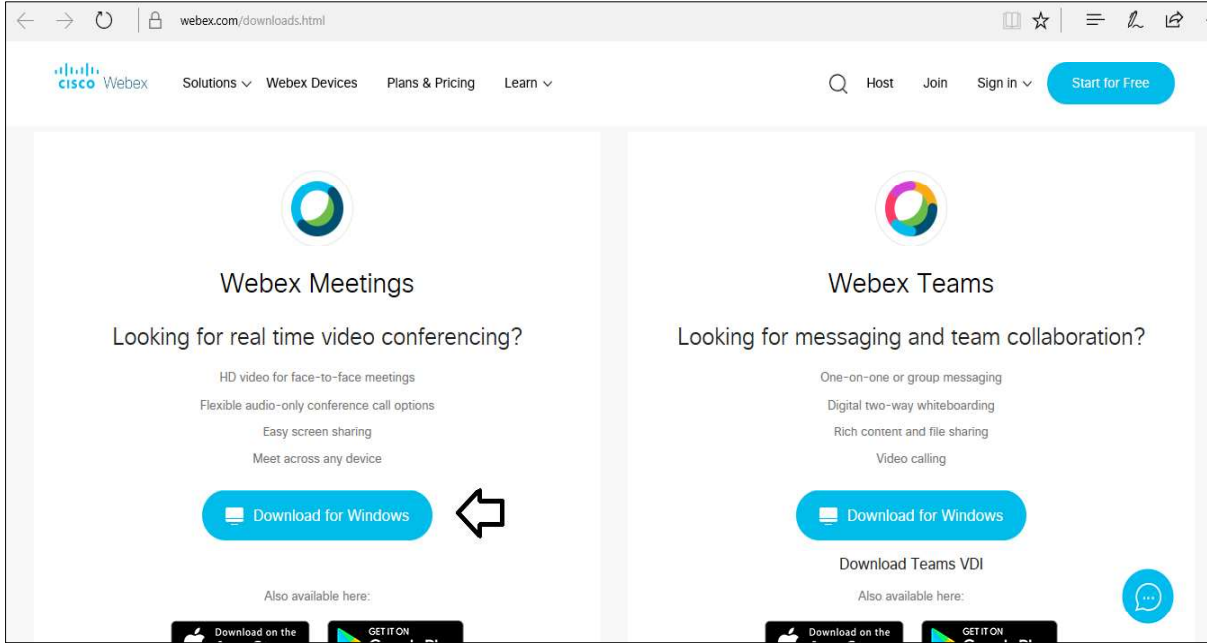 webex.com/downloads.html
CISCO Webex Solutions Webex Devices Plans & Pricing Learn Host Join Sign in Start for Free
Webex Meetings
Looking for real time video conferencing?
HD video for face-to-face meetings
Flexible audio-only conference call options
Easy screen sharing
Meet across any device
Download for Windows
Also available here:
Download on the
GET IT ON
Webex Teams
Looking for messaging and team collaboration?
One-on-one or group messaging
Digital two-way whiteboarding
Rich content and file sharing
Video calling
Download for Windows
Download Teams VDI
Also available here:
Download on the
GET IT ON